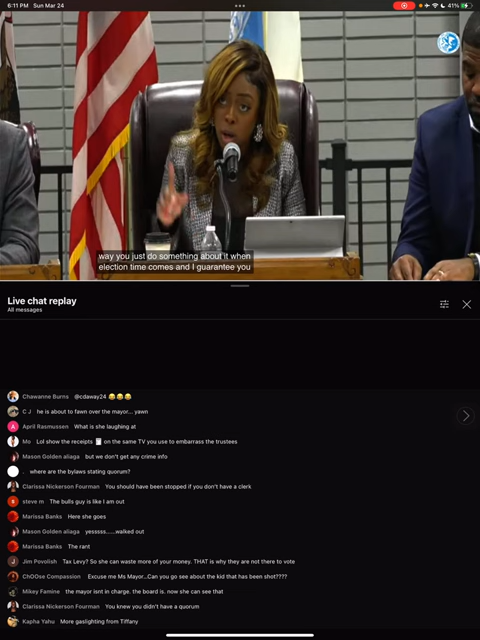 6:11 PM Sun Mar 24
41%
way you just do something about it when
election time comes and I guarantee you
Live chat replay
All messages
Chawanne Burns @cdaway24 😂😂😂
C J he is about to fawn over the mayor... yawn
April Rasmussen What is she laughing at
Mo Lol show the receipts 🧾 on the same TV you use to embarrass the trustees
Mason Golden aliaga but we don't get any crime info
. where are the bylaws stating quorum?
Clarissa Nickerson Fourman You should have been stopped if you don't have a clerk
steve m The bulls guy is like I am out
Marissa Banks Here she goes
Mason Golden aliaga yesssss......walked out
Marissa Banks The rant
Jim Povolish Tax Levy? So she can waste more of your money. THAT is why they are not there to vote
ChOOse Compassion Excuse me Ms Mayor...Can you go see about the kid that has been shot????
Mikey Famine the mayor isnt in charge. the board is. now she can see that
Clarissa Nickerson Fourman You knew you didn't have a quorum
Kapha Yahu More gaslighting from Tiffany